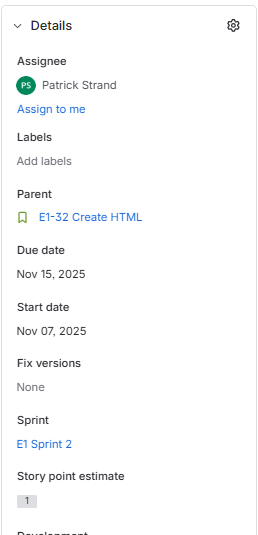 Details
Assignee
PS Patrick Strand
Assign to me
Labels
Add labels
Parent
E1-32 Create HTML
Due date
Nov 15, 2025
Start date
Nov 07, 2025
Fix versions
None
Sprint
E1 Sprint 2
Story point estimate
1
Development